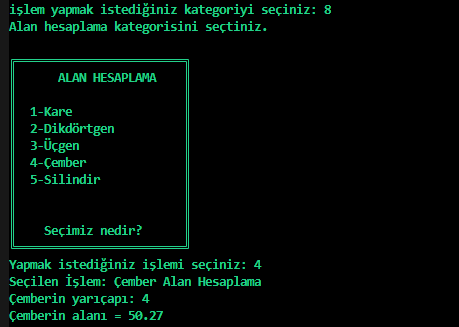 işlem yapmak istediğiniz kategoriyi seçiniz: 8
Alan hesaplama kategorisini seçtiniz.
ALAN HESAPLAMA
1-Kare
2-Dikdörtgen
3-Üçgen
4-Çember
5-Silindir
Seçimiz nedir?
Yapmak istediğiniz işlemi seçiniz: 4
Seçilen İşlem: Çember Alan Hesaplama
Çemberin yarıçapı: 4
Çemberin alanı = 50.27